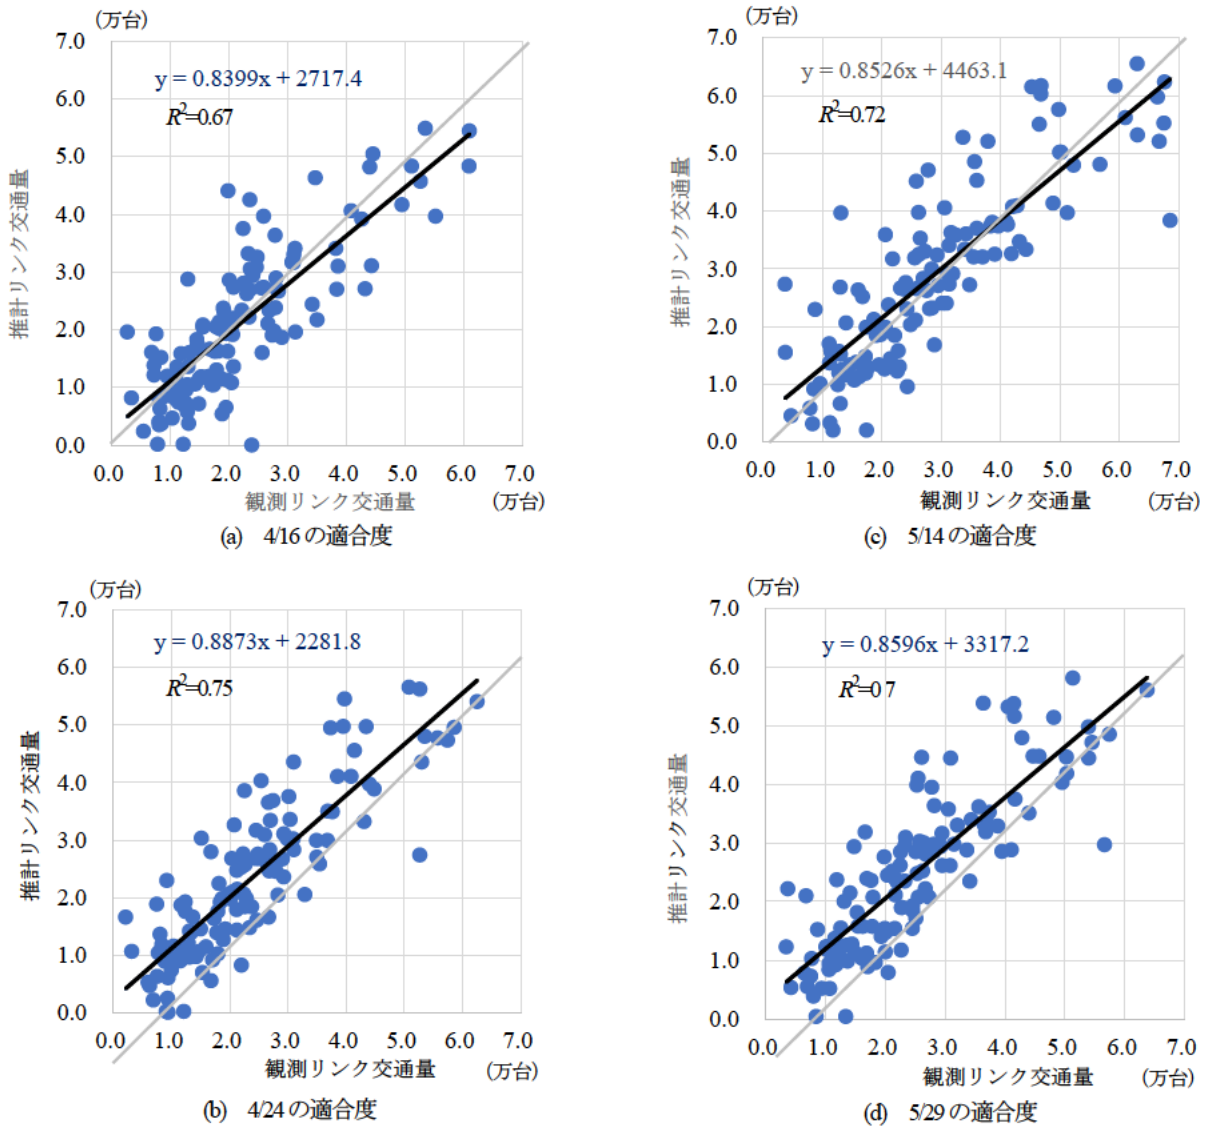 (万台)
7.0
6.0
5.0
4.0
3.0
2.0
1.0
0.0
推計リンク交通量
y = 0.8399x + 2717.4
R²=0.67
0.0 1.0 2.0 3.0 4.0 5.0 6.0 7.0
観測リンク交通量 (万台)
(a) 4/16の適合度
(万台)
7.0
6.0
5.0
4.0
3.0
2.0
1.0
0.0
推計リンク交通量
y = 0.8526x + 4463.1
R²=0.72
0.0 1.0 2.0 3.0 4.0 5.0 6.0 7.0
観測リンク交通量 (万台)
(c) 5/14の適合度
(万台)
7.0
6.0
5.0
4.0
3.0
2.0
1.0
0.0
推計リンク交通量
y = 0.8873x + 2281.8
R²=0.75
0.0 1.0 2.0 3.0 4.0 5.0 6.0 7.0
観測リンク交通量 (万台)
(b) 4/24の適合度
(万台)
7.0
6.0
5.0
4.0
3.0
2.0
1.0
0.0
推計リンク交通量
y = 0.8596x + 3317.2
R²=0 7
0.0 1.0 2.0 3.0 4.0 5.0 6.0 7.0
観測リンク交通量 (万台)
(d) 5/29の適合度